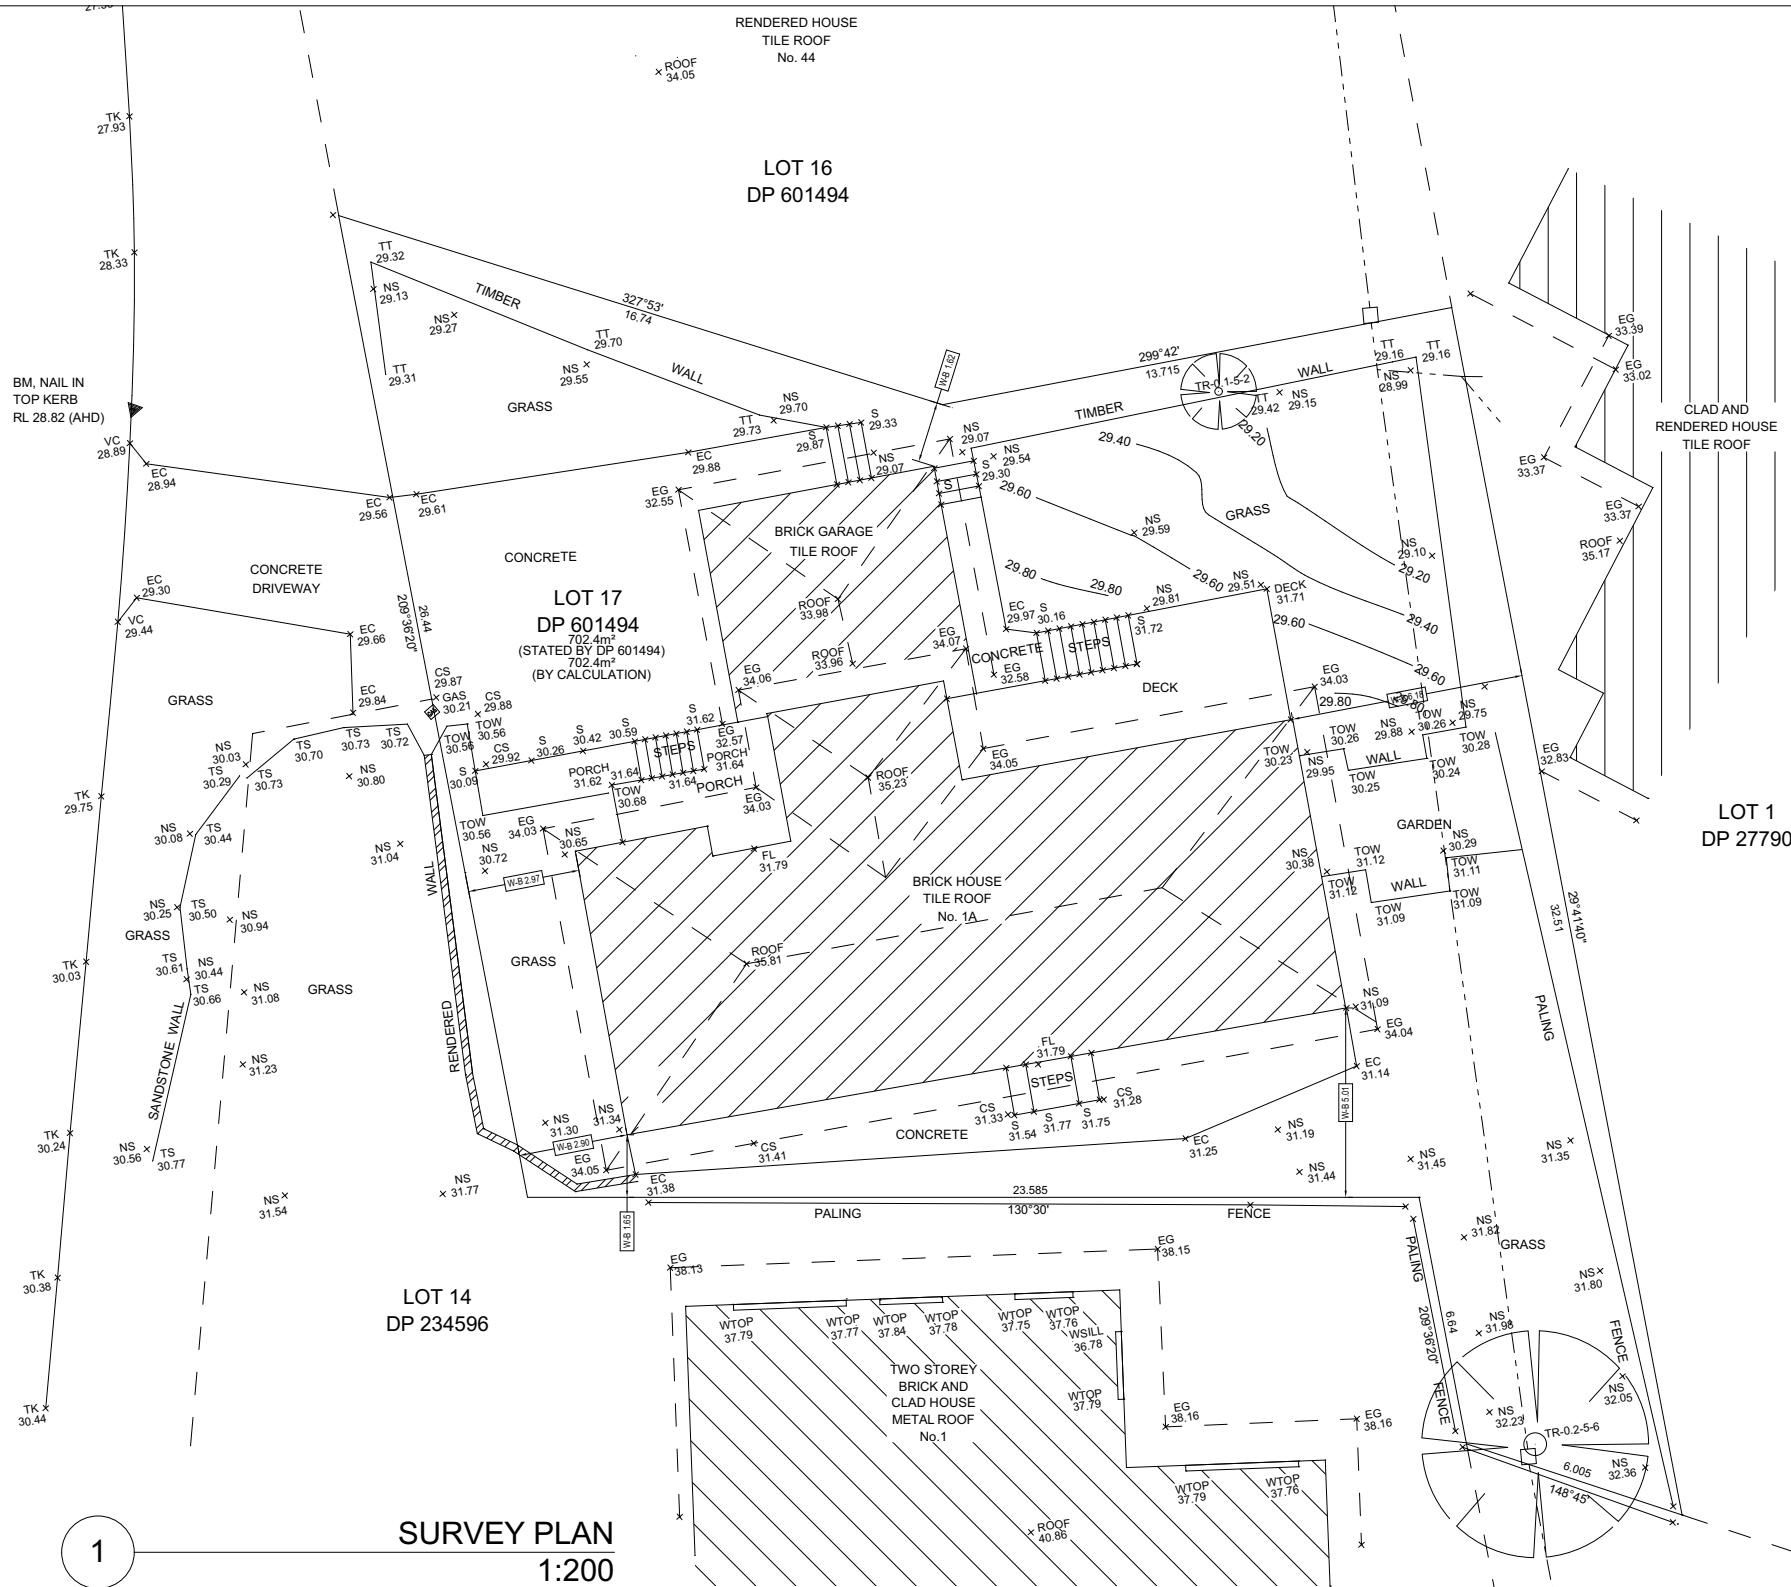 27.93
RENDERED HOUSE
TILE ROOF
No. 44
ROOF
34.05
TK
27.93
LOT 16
DP 601494
TK
28.33
TT
29.32
NS
29.13
NS
29.27
TIMBER
327°53'
16.74
TT
29.70
NS
29.55
WALL
TT
29.31
GRASS
BM, NAIL IN
TOP KERB
RL 28.82 (AHD)
VC
28.89
EC
28.94
EC
29.56
EC
29.61
EC
29.88
NS
29.70
TT
29.73
S
29.87
S
29.33
NS
29.07
W-B 1.62
NS
29.07
NS
29.54
S
29.30
S
299°42'
13.715
TR-0.1-5-2
TIMBER
WALL
TT
29.42
NS
29.15
TT
29.16
TT
29.16
NS
28.99
29.20
29.40
29.60
EG
33.39
EG
33.02
EG
33.37
EG
33.37
ROOF
35.17
CLAD AND
RENDERED HOUSE
TILE ROOF
EG
32.55
BRICK GARAGE
TILE ROOF
NS
29.59
GRASS
NS
29.10
29.20
CONCRETE
CONCRETE
DRIVEWAY
EC
29.30
VC
29.44
EC
29.66
EC
29.84
209°36'20"
26.44
LOT 17
DP 601494
702.4m²
(STATED BY DP 601494)
702.4m²
(BY CALCULATION)
ROOF
33.98
ROOF
33.96
EG
34.07
EG
34.06
EG
32.58
EC
29.97
S
30.16
29.80
29.80
NS
29.81
29.60
NS
29.51
DECK
31.71
29.60
29.40
29.60
S
31.72
CONCRETE
STEPS
DECK
EG
34.03
29.80
29.80
W-B 6.18
GRASS
CS
29.87
GAS
30.21
CS
29.88
TOW
30.56
TOW
30.56
CS
29.92
S
30.09
S
30.26
S
30.42
S
30.59
S
31.62
STEPS
EG
32.57
PORCH
31.62
31.64
31.64
PORCH
31.64
PORCH
TOW
30.68
EG
34.03
TOW
30.56
EG
34.03
NS
30.65
NS
30.72
W-B 2.97
FL
31.79
NS
30.03
TS
30.29
TS
30.70
TS
30.73
TS
30.72
TS
30.73
NS
30.80
TK
29.75
NS
30.08
TS
30.44
NS
31.04
WALL
ROOF
35.23
EG
34.05
TOW
30.23
NS
29.95
TOW
30.26
NS
29.88
TOW
30.26
NS
29.75
TOW
30.28
WALL
TOW
30.25
TOW
30.24
EG
32.83
LOT 1
DP 27790
GARDEN
NS
30.29
NS
30.38
TOW
31.12
TOW
31.12
TOW
31.11
WALL
TOW
31.09
TOW
31.09
BRICK HOUSE
TILE ROOF
No. 1A
NS
30.25
TS
30.50
NS
30.94
GRASS
TS
30.61
NS
30.44
TS
30.66
NS
31.08
GRASS
GRASS
TK
30.03
ROOF
35.81
29°41'40"
32.51
PALING
SANDSTONE WALL
RENDERED
NS
31.23
NS
31.09
EG
34.04
EC
31.14
W-B 5.01
FL
31.79
STEPS
CS
31.33
S
31.54
S
31.77
S
31.75
CS
31.28
CONCRETE
CS
31.41
NS
31.30
NS
31.34
W-B 2.90
EG
34.05
EC
31.38
EC
31.25
NS
31.19
NS
31.44
NS
31.45
NS
31.35
TK
30.24
NS
30.56
TS
30.77
NS
31.54
NS
31.77
W-B 1.65
23.585
130°30'
PALING
FENCE
EG
38.13
EG
38.15
NS
31.82
GRASS
NS
31.80
PALING
209°36'20"
6.64
FENCE
NS
31.98
FENCE
NS
32.05
NS
32.23
TR-0.2-5-6
NS
32.36
6.005
148°45'
TK
30.38
LOT 14
DP 234596
WTOP
37.79
WTOP
37.77
WTOP
37.84
WTOP
37.78
WTOP
37.75
WTOP
37.76
WSILL
36.78
WTOP
37.79
TWO STOREY
BRICK AND
CLAD HOUSE
METAL ROOF
No.1
EG
38.16
EG
38.16
WTOP
37.79
WTOP
37.76
ROOF
40.86
TK
30.44
1
SURVEY PLAN
1:200